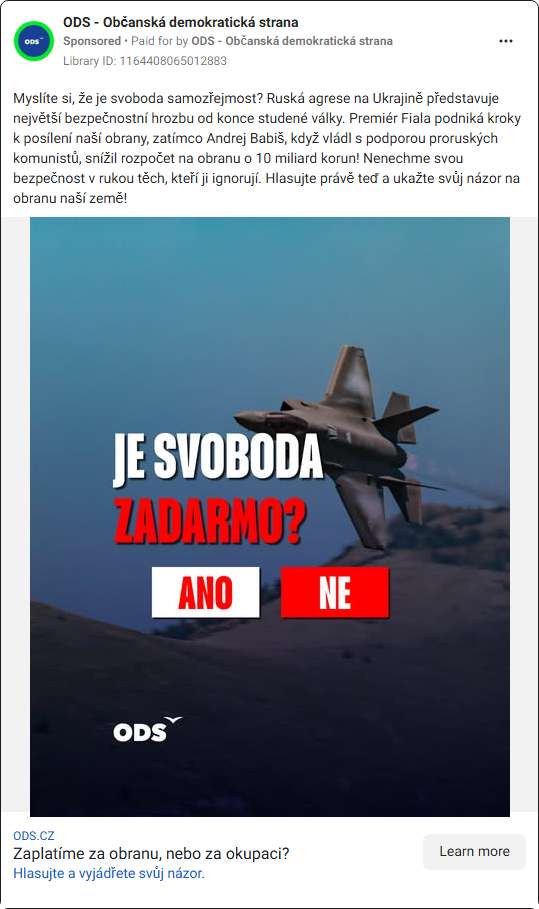 ODS - Občanská demokratická strana
Sponsored • Paid for by ODS - Občanská demokratická strana
Library ID: 1164408065012883
Myslíte si, že je svoboda samozřejmost? Ruská agrese na Ukrajině představuje
největší bezpečnostní hrozbu od konce studené války. Premiér Fiala podniká kroky
k posílení naší obrany, zatímco Andrej Babiš, když vládl s podporou proruských
komunistů, snížil rozpočet na obranu o 10 miliard korun! Nenechme svou
bezpečnost v rukou těch, kteří ji ignorují. Hlasujte právě teď a ukažte svůj názor na
obranu naší země!
JE SVOBODA
ZADARMO?
ANO NE
ODS
ODS.CZ
Zaplatíme za obranu, nebo za okupaci?
Hlasujte a vyjádřete svůj názor.
Learn more